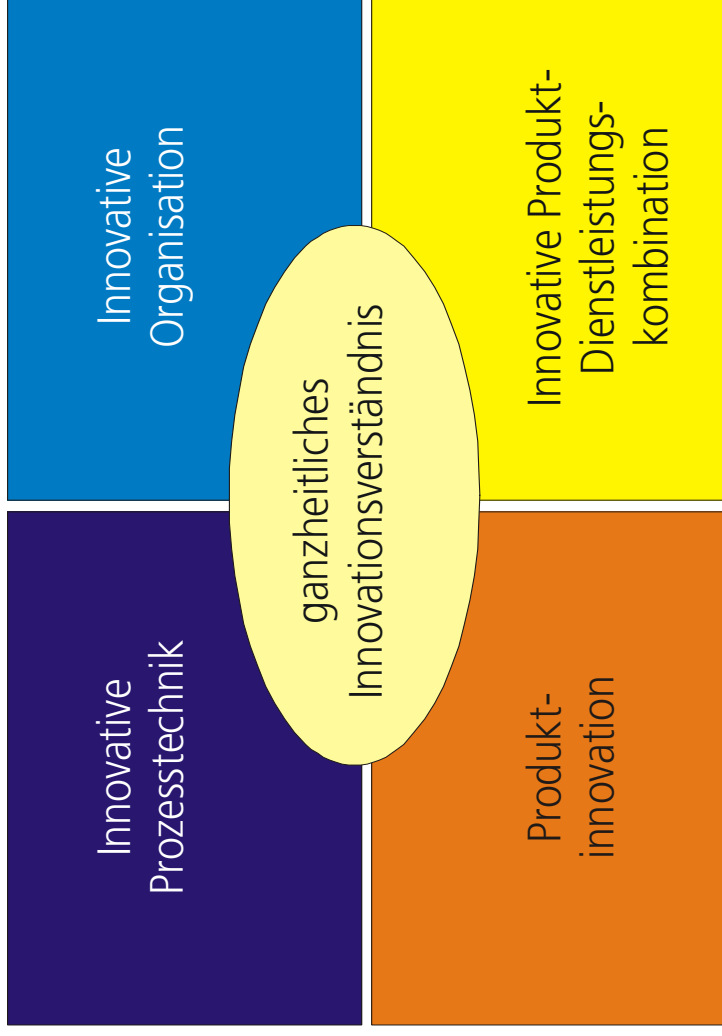 Innovative
Prozesstechnik
Innovative
Organisation
ganzheitliches
Innovationsverständnis
Produkt-
innovation
Innovative Produkt-
Dienstleistungs-
kombination